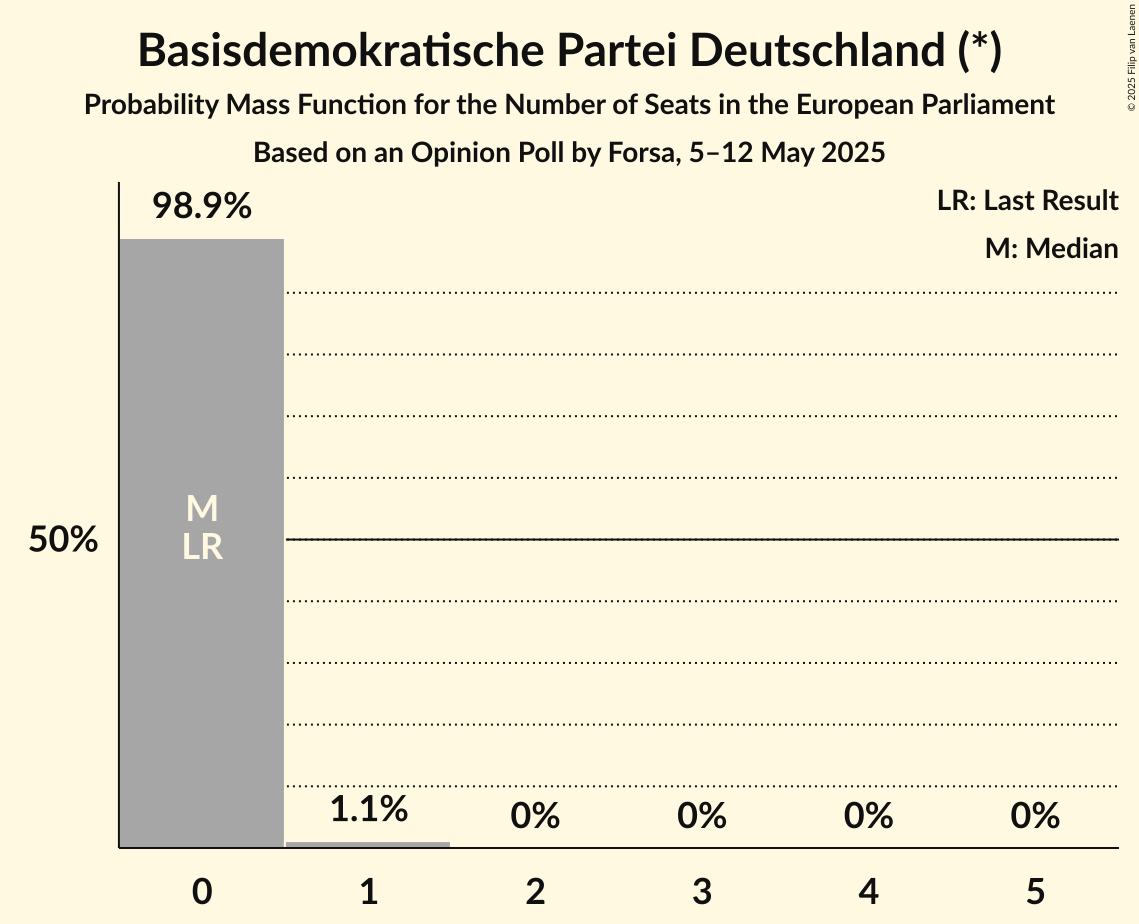 Basisdemokratische Partei Deutschland (*)
Probability Mass Function for the Number of Seats in the European Parliament
Based on an Opinion Poll by Forsa, 5–12 May 2025
© 2025 Filip van Laenen
LR: Last Result
M: Median
98.9%
M
LR
50%
1.1%
0%
0%
0%
0%
0
1
2
3
4
5